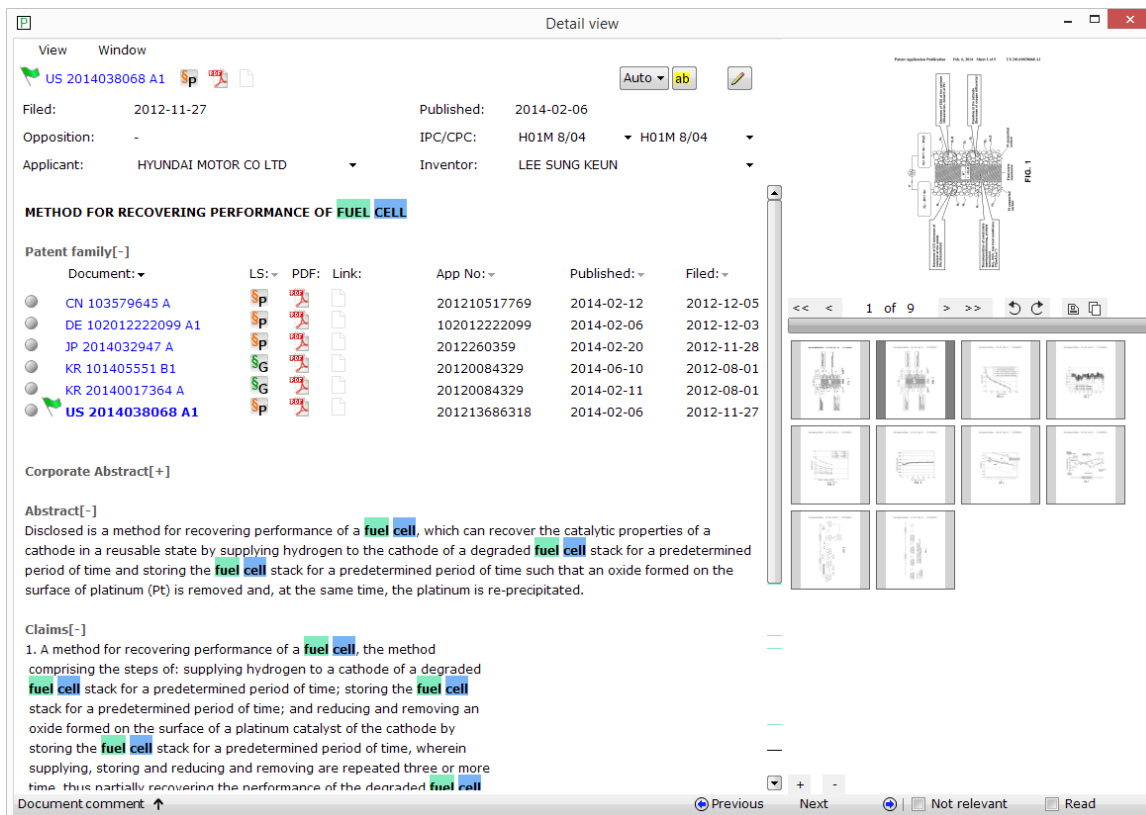 Detail view
View Window
US 2014038068 A1 §P PDF Auto ab
Filed: 2012-11-27 Published: 2014-02-06
Opposition: - IPC/CPC: H01M 8/04 H01M 8/04
Applicant: HYUNDAI MOTOR CO LTD Inventor: LEE SUNG KEUN
METHOD FOR RECOVERING PERFORMANCE OF FUEL CELL
Patent family[-]
Document: LS: PDF: Link: App No: Published: Filed:
CN 103579645 A §P PDF 201210517769 2014-02-12 2012-12-05
DE 102012222099 A1 §P PDF 102012222099 2014-02-06 2012-12-03
JP 2014032947 A §P PDF 2012260359 2014-02-20 2012-11-28
KR 101405551 B1 §G PDF 20120084329 2014-06-10 2012-08-01
KR 20140017364 A §G PDF 20120084329 2014-02-11 2012-08-01
US 2014038068 A1 §P PDF 201213686318 2014-02-06 2012-11-27
Corporate Abstract[+]
Abstract[-]
Disclosed is a method for recovering performance of a fuel cell, which can recover the catalytic properties of a
cathode in a reusable state by supplying hydrogen to the cathode of a degraded fuel cell stack for a predetermined
period of time and storing the fuel cell stack for a predetermined period of time such that an oxide formed on the
surface of platinum (Pt) is removed and, at the same time, the platinum is re-precipitated.
Claims[-]
1. A method for recovering performance of a fuel cell, the method
comprising the steps of: supplying hydrogen to a cathode of a degraded
fuel cell stack for a predetermined period of time; storing the fuel cell
stack for a predetermined period of time; and reducing and removing an
oxide formed on the surface of a platinum catalyst of the cathode by
storing the fuel cell stack for a predetermined period of time, wherein
supplying, storing and reducing and removing are repeated three or more
time, thus partially recovering the performance of the degraded fuel cell
FIG. 1
<< < 1 of 9 > >>
+ -
Document comment Previous Next Not relevant Read